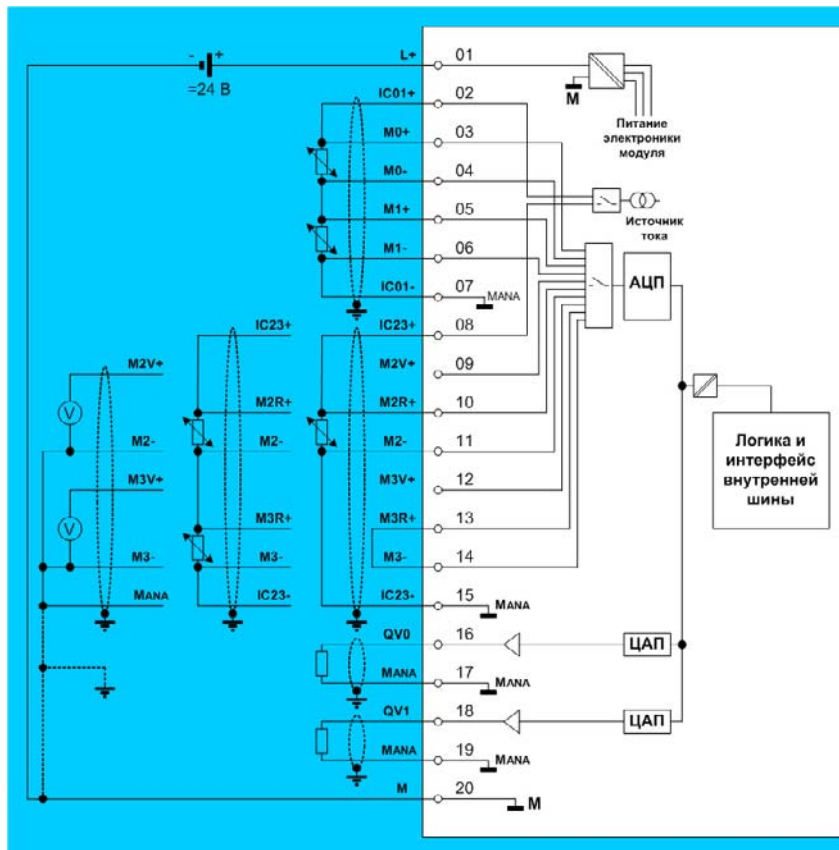 L+ 01
- +
=24 В
M
Питание
электроники
модуля
IC01+ 02
M0+ 03
M0- 04
Источник
тока
M1+ 05
M1- 06
АЦП
IC01- 07 MANA
IC23+ IC23+ 08
M2V+ M2V+ 09
M2R+ M2R+ 10
V
M2- M2- M2- 11
Логика и
интерфейс
внутренней
шины
M3V+ M3V+ 12
M3R+ M3R+ 13
V
M3- M3- M3- 14
MANA IC23- IC23- 15 MANA
QV0 16 ЦАП
MANA 17 MANA
QV1 18 ЦАП
MANA 19 MANA
M 20 M